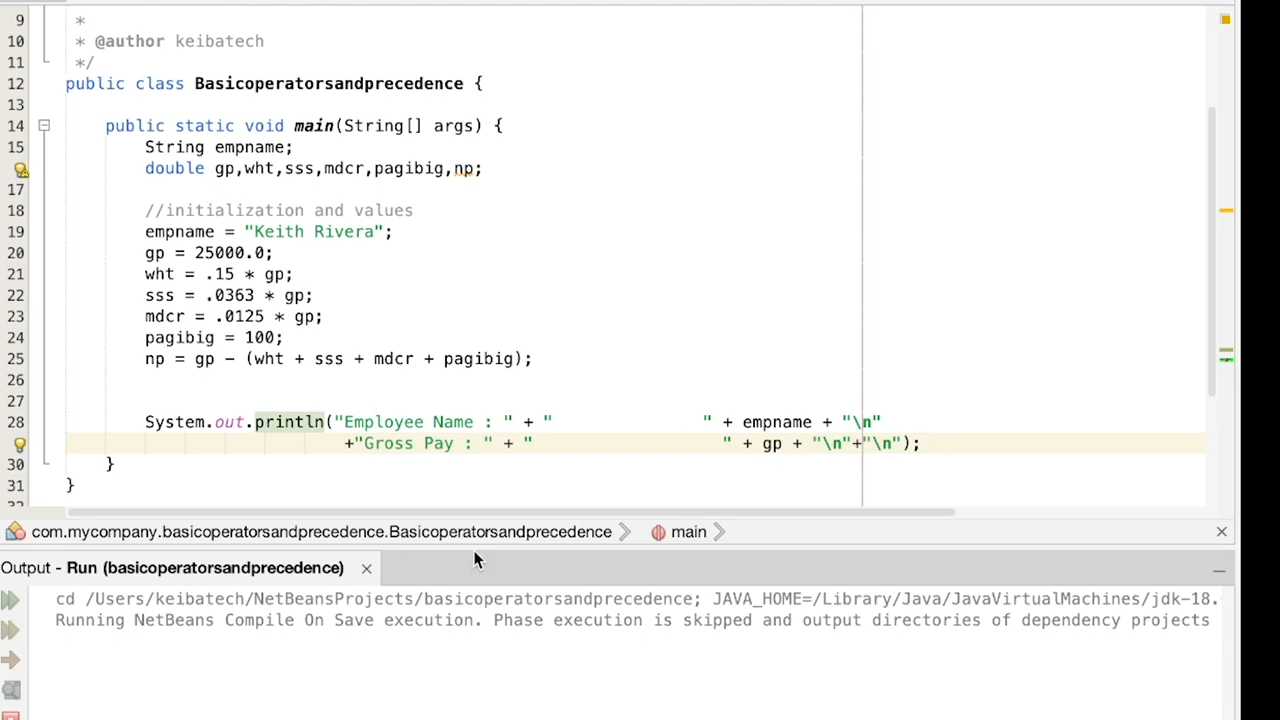 9 *
10 * @author keibatech
11 */
12 public class Basicoperatorsandprecedence {
13
14 public static void main(String[] args) {
15 String empname;
double gp,wht,sss,mdcr,pagibig,np;
17
18 //initialization and values
19 empname = "Keith Rivera";
20 gp = 25000.0;
21 wht = .15 * gp;
22 sss = .0363 * gp;
23 mdcr = .0125 * gp;
24 pagibig = 100;
25 np = gp - (wht + sss + mdcr + pagibig);
26
27
28 System.out.println("Employee Name : " + "               " + empname + "\n"
+"Gross Pay : " + "                   " + gp + "\n"+"\n");
30 }
31 }
com.mycompany.basicoperatorsandprecedence.Basicoperatorsandprecedence main
Output - Run (basicoperatorsandprecedence)
cd /Users/keibatech/NetBeansProjects/basicoperatorsandprecedence; JAVA_HOME=/Library/Java/JavaVirtualMachines/jdk-18.
Running NetBeans Compile On Save execution. Phase execution is skipped and output directories of dependency projects